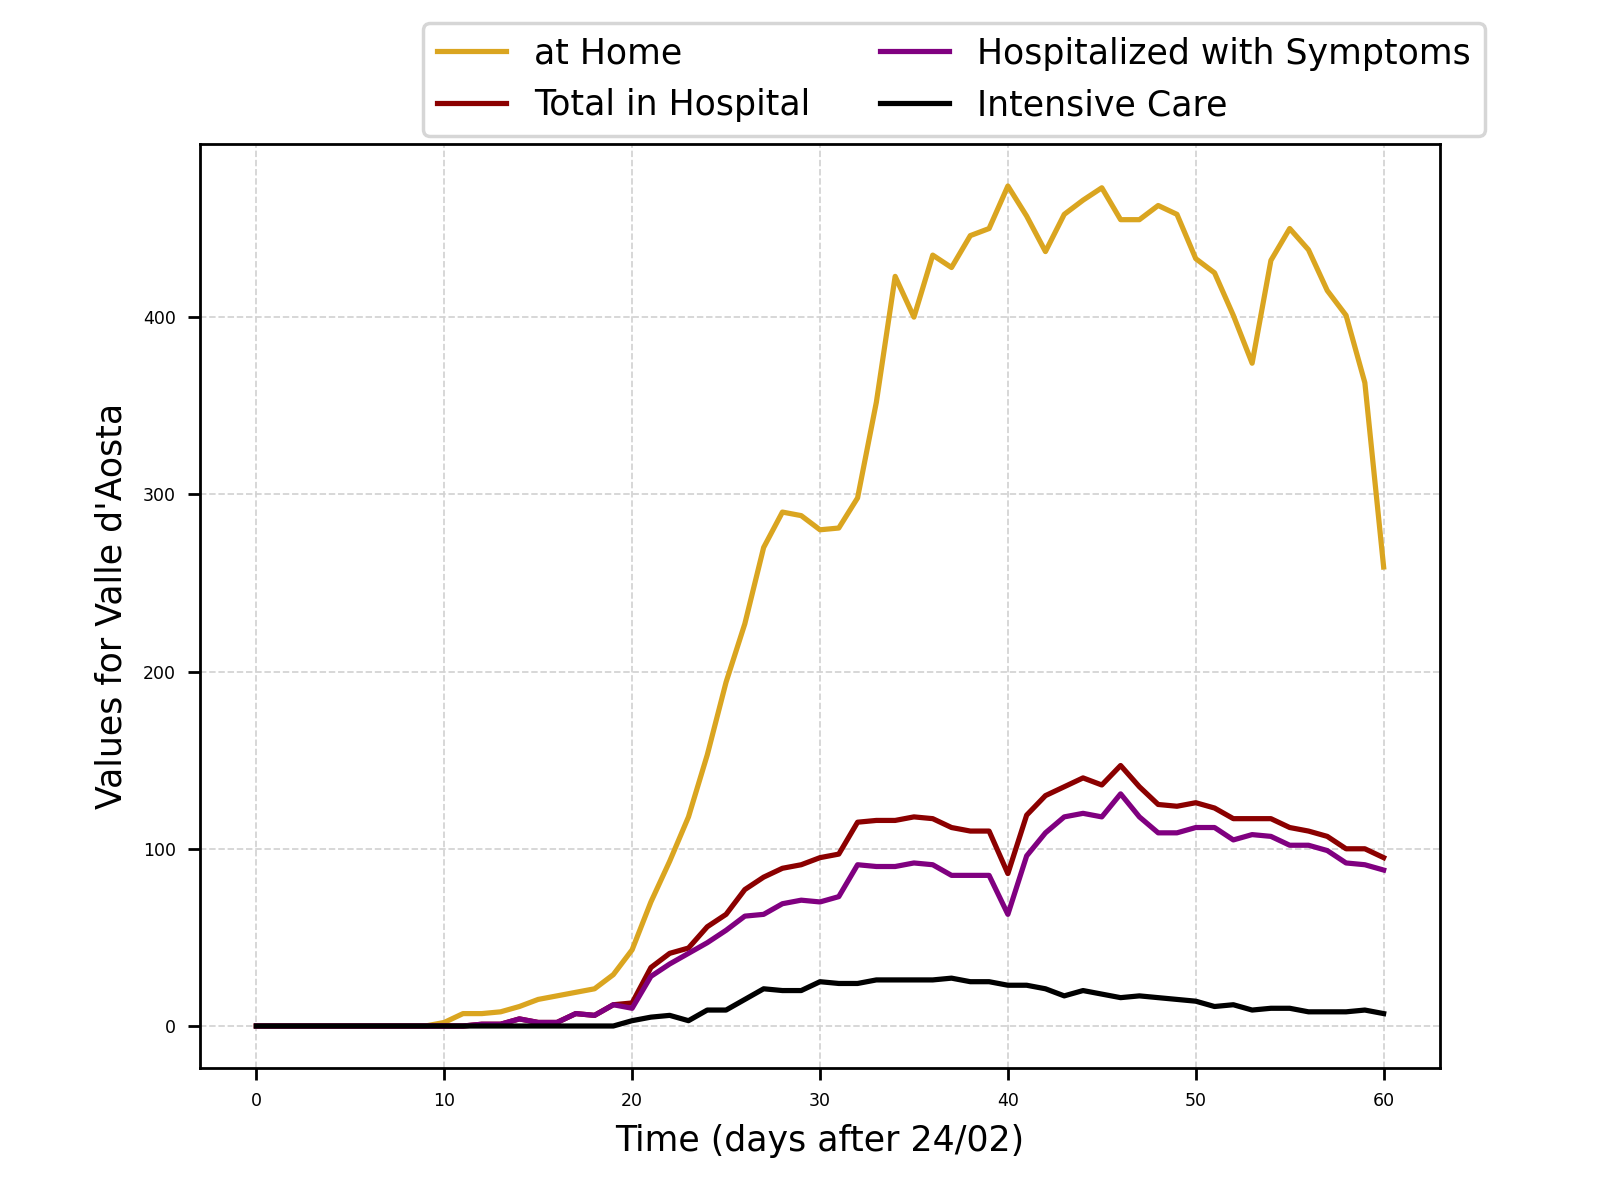 at Home
Total in Hospital
Hospitalized with Symptoms
Intensive Care
Values for Valle d'Aosta
400
300
200
100
0
0 10 20 30 40 50 60
Time (days after 24/02)